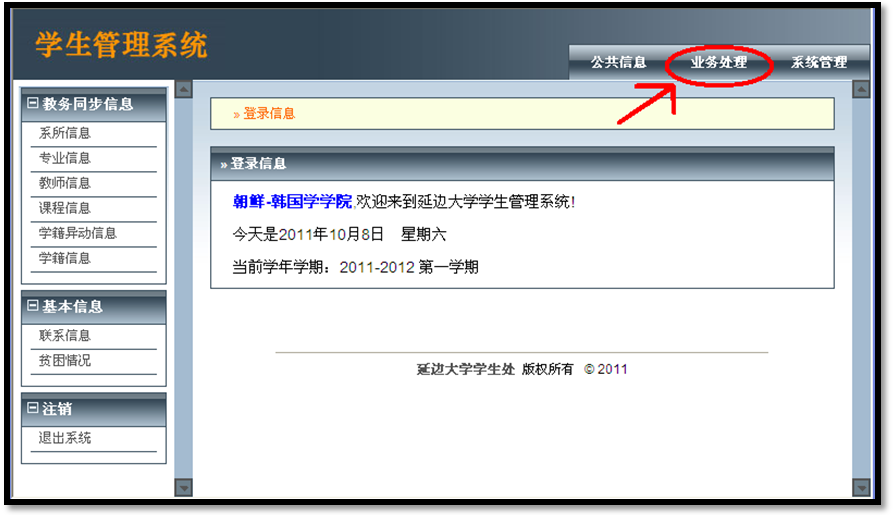 学生管理系统
公共信息 业务处理 系统管理
教务同步信息
系所信息
专业信息
教师信息
课程信息
学籍异动信息
学籍信息
基本信息
联系信息
贫困情况
注销
退出系统
» 登录信息
» 登录信息
朝鲜-韩国学学院,欢迎来到延边大学学生管理系统!
今天是2011年10月8日 星期六
当前学年学期：2011-2012 第一学期
延边大学学生处 版权所有 © 2011